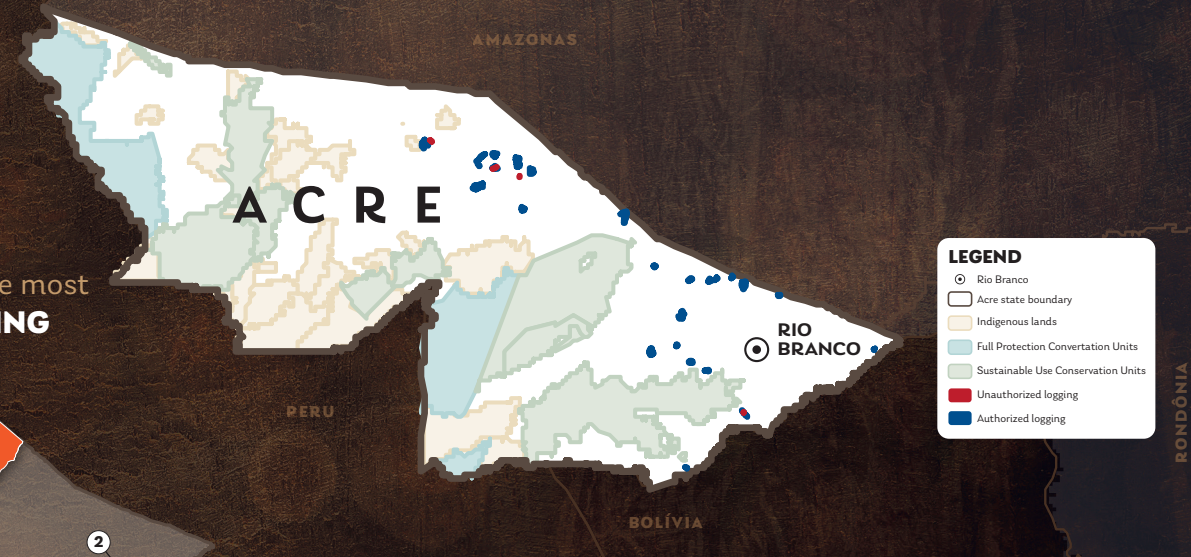 AMAZONAS
ACRE
e most
NG
RIO
BRANCO
PERU
BOLÍVIA
RONDÔNIA
2
LEGEND
Rio Branco
Acre state boundary
Indigenous lands
Full Protection Convertation Units
Sustainable Use Conservation Units
Unauthorized logging
Authorized logging